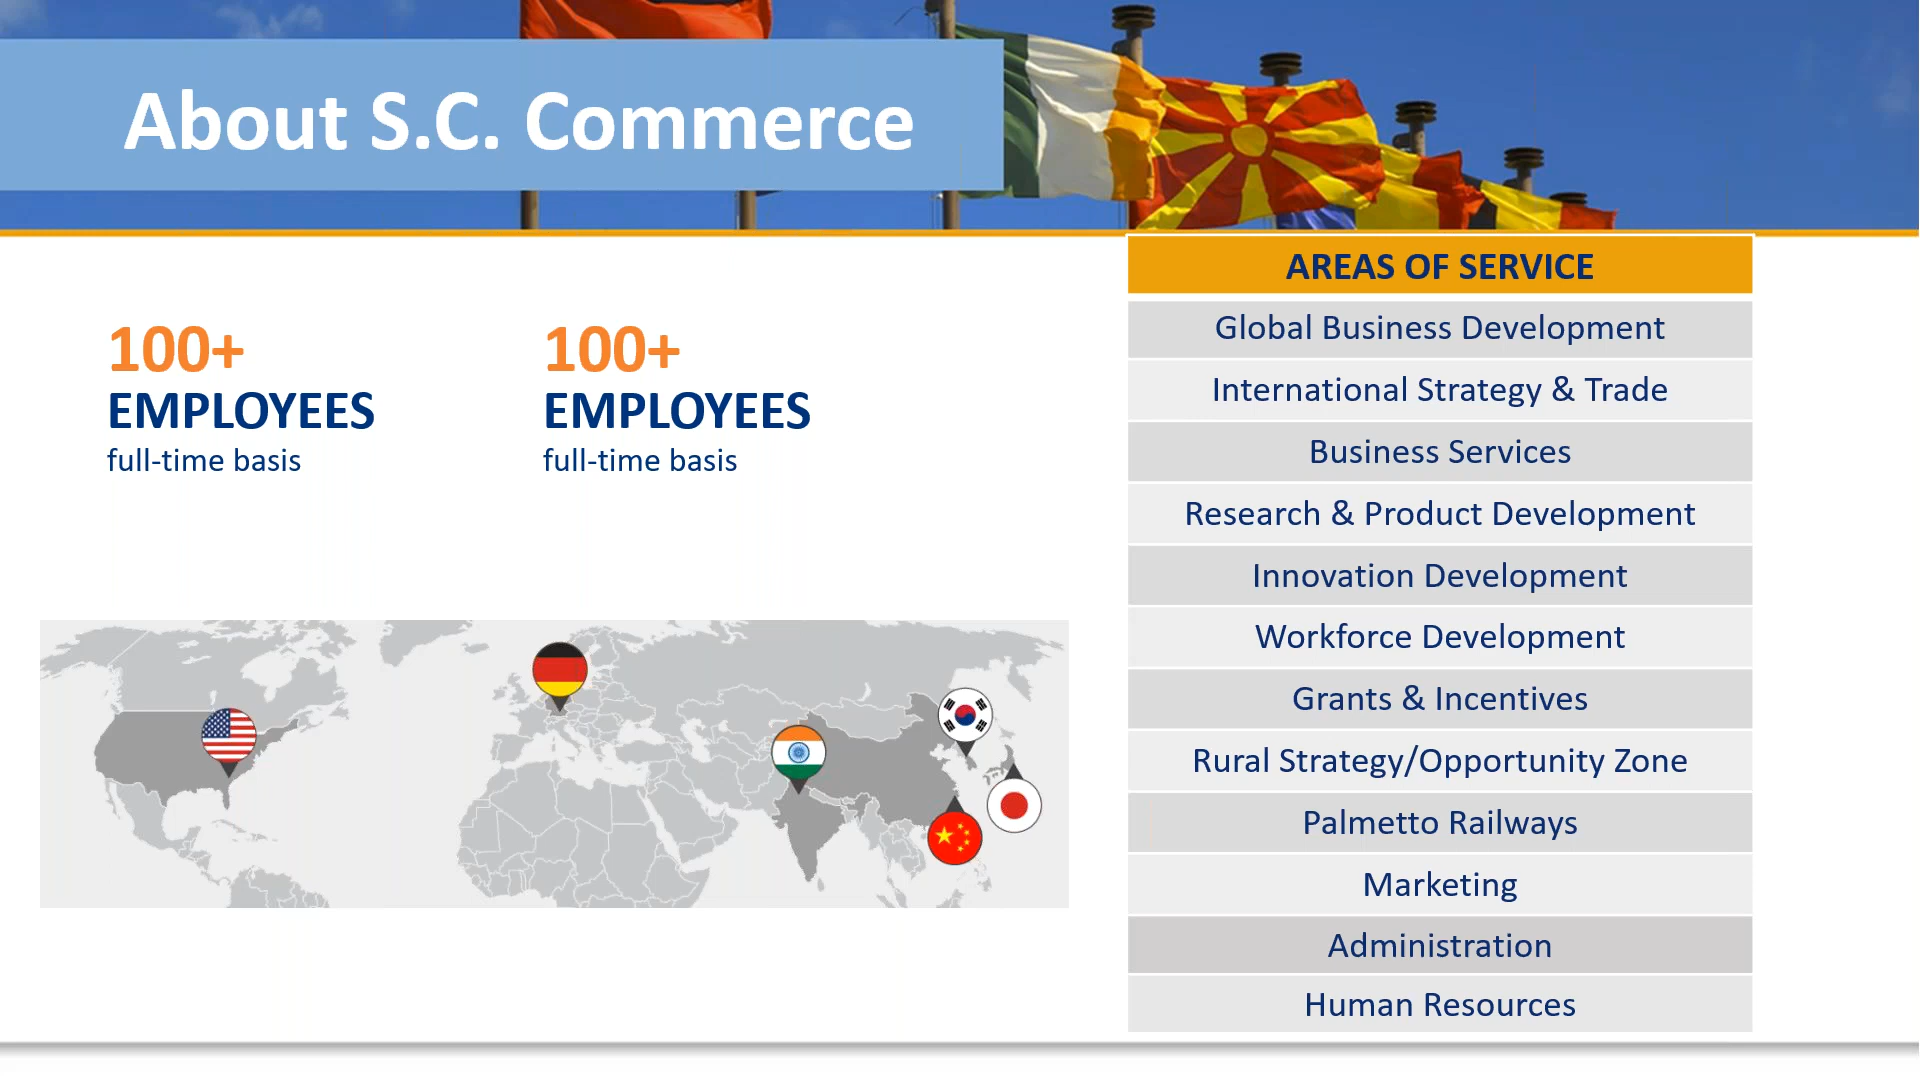 About S.C. Commerce
100+
EMPLOYEES
full-time basis
100+
EMPLOYEES
full-time basis
AREAS OF SERVICE
Global Business Development
International Strategy & Trade
Business Services
Research & Product Development
Innovation Development
Workforce Development
Grants & Incentives
Rural Strategy/Opportunity Zone
Palmetto Railways
Marketing
Administration
Human Resources